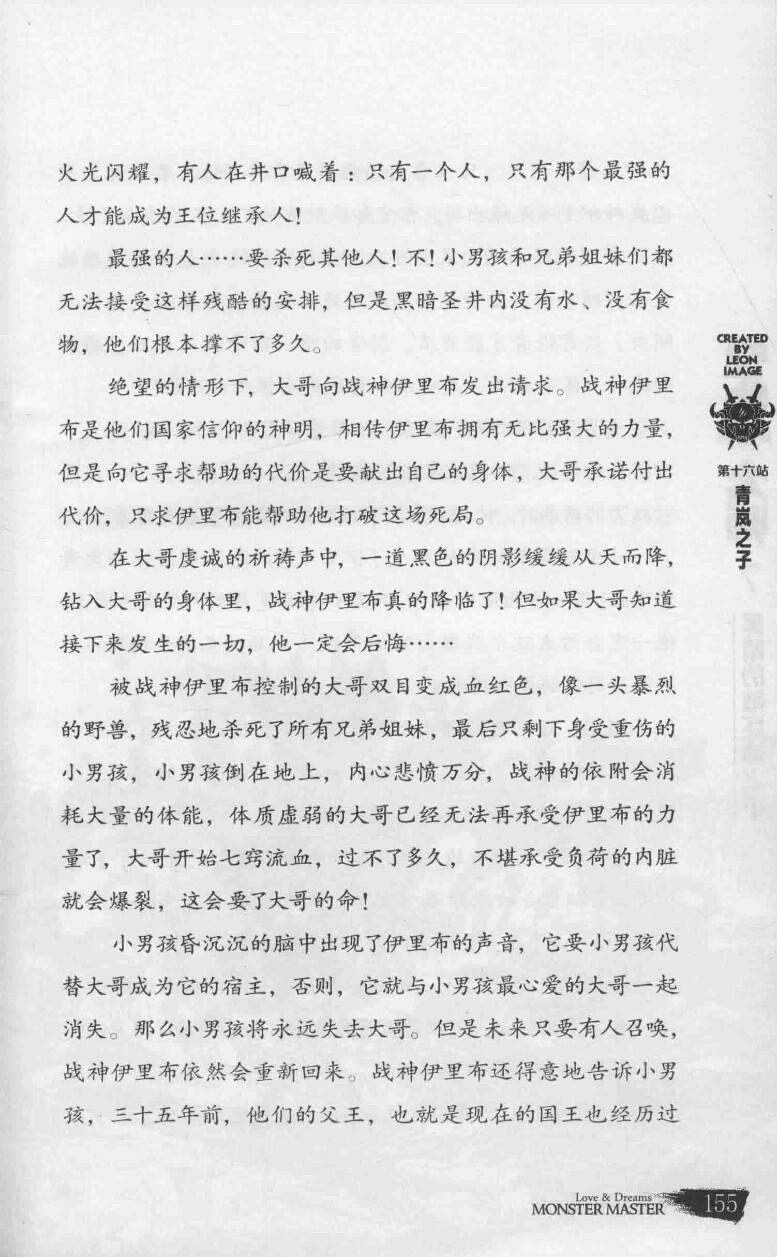 火光闪耀，有人在井口喊着：只有一个人，只有那个最强的
人才能成为王位继承人！
最强的人……要杀死其他人！不！小男孩和兄弟姐妹们都
无法接受这样残酷的安排，但是黑暗圣井内没有水、没有食
物，他们根本撑不了多久。
绝望的情形下，大哥向战神伊里布发出请求。战神伊里
布是他们国家信仰的神明，相传伊里布拥有无比强大的力量，
但是向它寻求帮助的代价是要献出自己的身体，大哥承诺付出
代价，只求伊里布能帮助他打破这场死局。
在大哥虔诚的祈祷声中，一道黑色的阴影缓缓从天而降，
钻入大哥的身体里，战神伊里布真的降临了！但如果大哥知道
接下来发生的一切，他一定会后悔……
被战神伊里布控制的大哥双目变成血红色，像一头暴烈
的野兽，残忍地杀死了所有兄弟姐妹，最后只剩下身受重伤的
小男孩，小男孩倒在地上，内心悲愤万分，战神的依附会消
耗大量的体能，体质虚弱的大哥已经无法再承受伊里布的力
量了，大哥开始七窍流血，过不了多久，不堪承受负荷的内脏
就会爆裂，这会要了大哥的命！
小男孩昏沉沉的脑中出现了伊里布的声音，它要小男孩代
替大哥成为它的宿主，否则，它就与小男孩最心爱的大哥一起
消失。那么小男孩将永远失去大哥。但是未来只要有人召唤，
战神伊里布依然会重新回来。战神伊里布还得意地告诉小男
孩，三十五年前，他们的父王，也就是现在的国王也经历过
CREATED
BY
LEON
IMAGE
第十六站
青岚之子
Love & Dreams
MONSTER MASTER
155